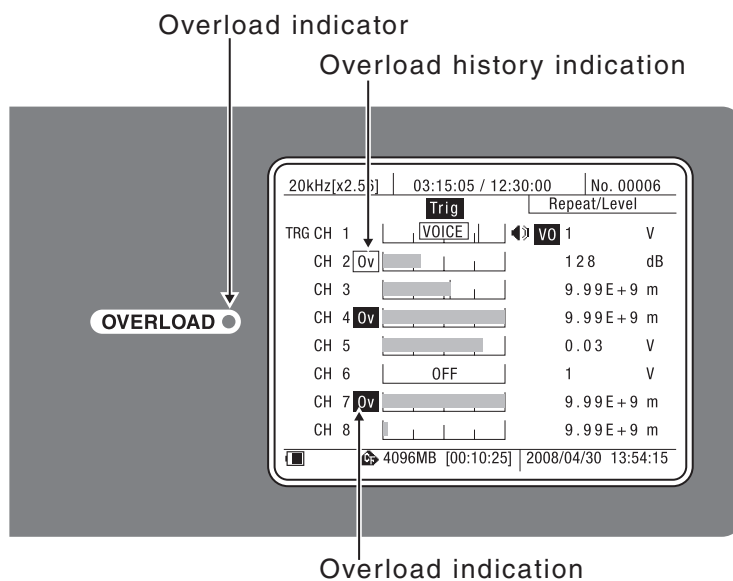 Overload indicator
Overload history indication
20kHz[x2.56] 03:15:05 / 12:30:00 No. 00006
Trig Repeat/Level
TRG CH 1 VOICE VO 1 V
CH 2 Ov 128 dB
CH 3 9.99E+9 m
CH 4 Ov 9.99E+9 m
OVERLOAD
CH 5 0.03 V
CH 6 OFF 1 V
CH 7 Ov 9.99E+9 m
CH 8 9.99E+9 m
CF 4096MB [00:10:25] 2008/04/30 13:54:15
Overload indication